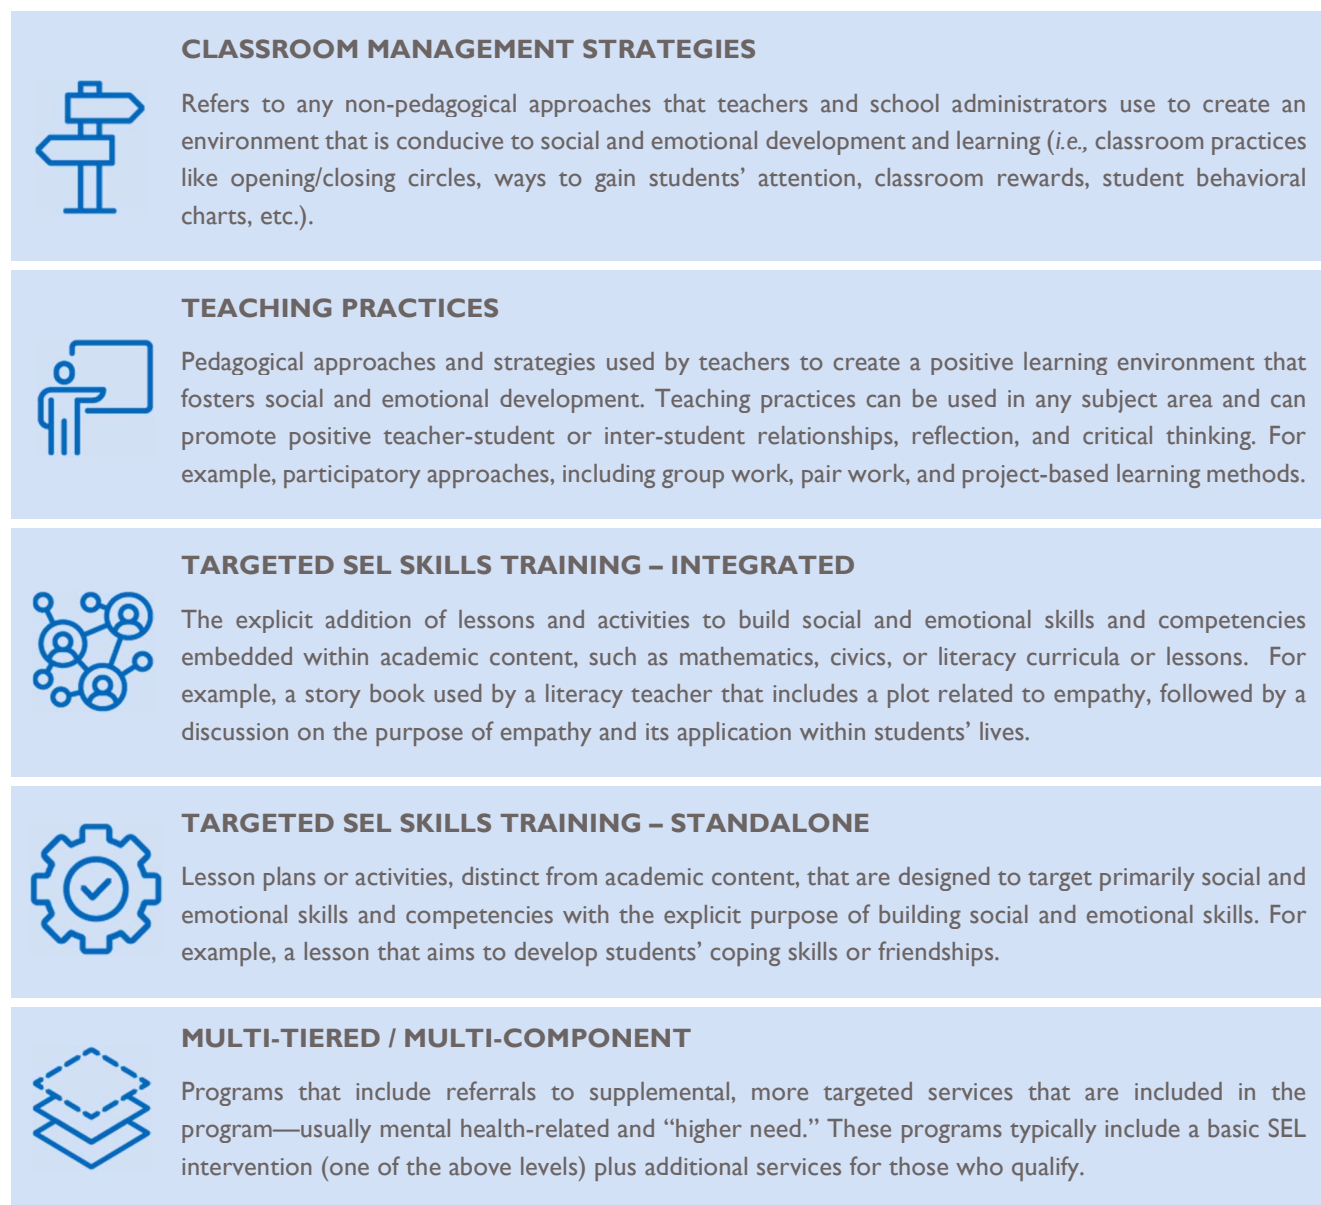 CLASSROOM MANAGEMENT STRATEGIES
Refers to any non-pedagogical approaches that teachers and school administrators use to create an
environment that is conducive to social and emotional development and learning (i.e., classroom practices
like opening/closing circles, ways to gain students’ attention, classroom rewards, student behavioral
charts, etc.).
TEACHING PRACTICES
Pedagogical approaches and strategies used by teachers to create a positive learning environment that
fosters social and emotional development. Teaching practices can be used in any subject area and can
promote positive teacher-student or inter-student relationships, reflection, and critical thinking. For
example, participatory approaches, including group work, pair work, and project-based learning methods.
TARGETED SEL SKILLS TRAINING – INTEGRATED
The explicit addition of lessons and activities to build social and emotional skills and competencies
embedded within academic content, such as mathematics, civics, or literacy curricula or lessons. For
example, a story book used by a literacy teacher that includes a plot related to empathy, followed by a
discussion on the purpose of empathy and its application within students’ lives.
TARGETED SEL SKILLS TRAINING – STANDALONE
Lesson plans or activities, distinct from academic content, that are designed to target primarily social and
emotional skills and competencies with the explicit purpose of building social and emotional skills. For
example, a lesson that aims to develop students’ coping skills or friendships.
MULTI-TIERED / MULTI-COMPONENT
Programs that include referrals to supplemental, more targeted services that are included in the
program—usually mental health-related and “higher need.” These programs typically include a basic SEL
intervention (one of the above levels) plus additional services for those who qualify.